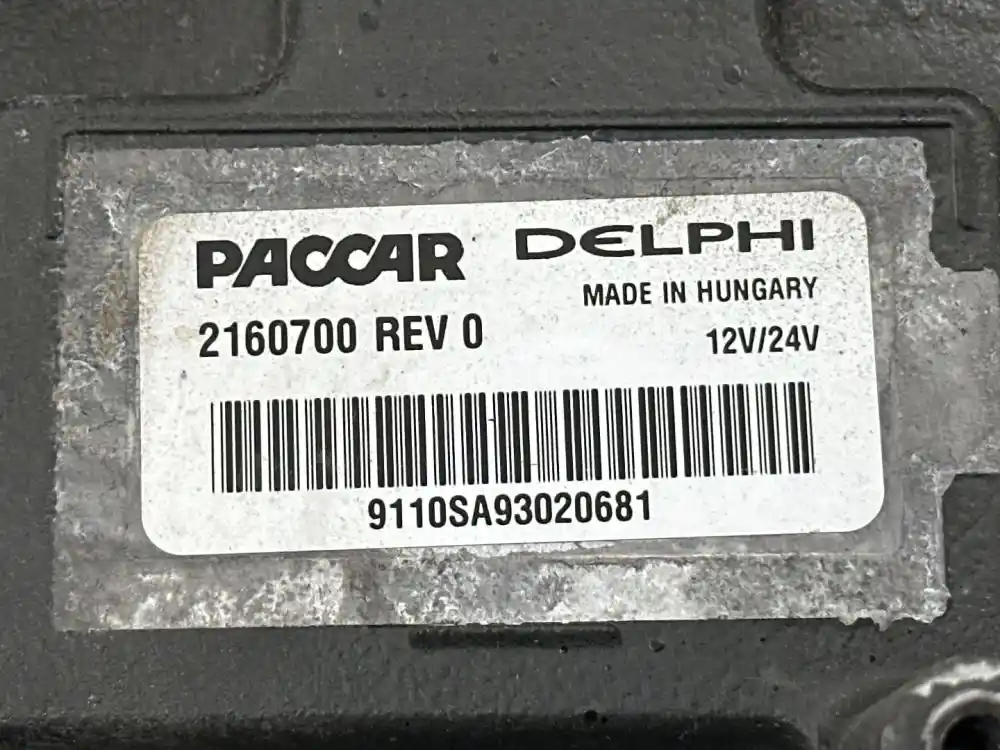 PACCAR DELPHI
MADE IN HUNGARY
2160700 REV 0
12V/24V
9110SA93020681